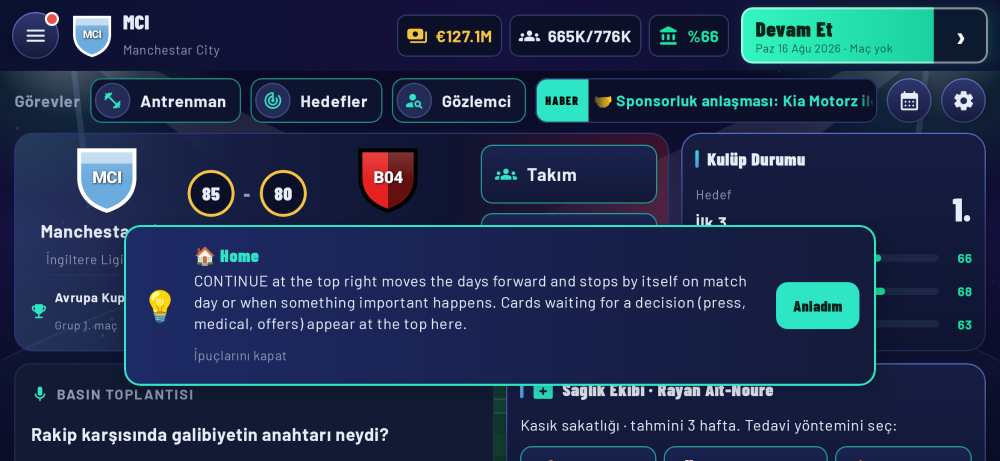 MCI
MCI
Manchestar City
€127.1M
665K/776K
%66
Devam Et
Paz 16 Ağu 2026 · Maç yok
Görevler
Antrenman
Hedefler
Gözlemci
HABER
Sponsorluk anlaşması: Kia Motorz
MCI
85 - 80
B04
Takım
Kulüp Durumu
Hedef
1.
İlk 3
İngiltere Ligi
Avrupa Kup
Grup 1. maç
66
68
63
Home
CONTINUE at the top right moves the days forward and stops by itself on match
day or when something important happens. Cards waiting for a decision (press,
medical, offers) appear at the top here.
İpuçlarını kapat
Anladım
BASIN TOPLANTISI
Rakip karşısında galibiyetin anahtarı neydi?
Sağlık Ekibi · Rayan Ait-Noure
Kasık sakatlığı · tahmini 3 hafta. Tedavi yöntemini seç: